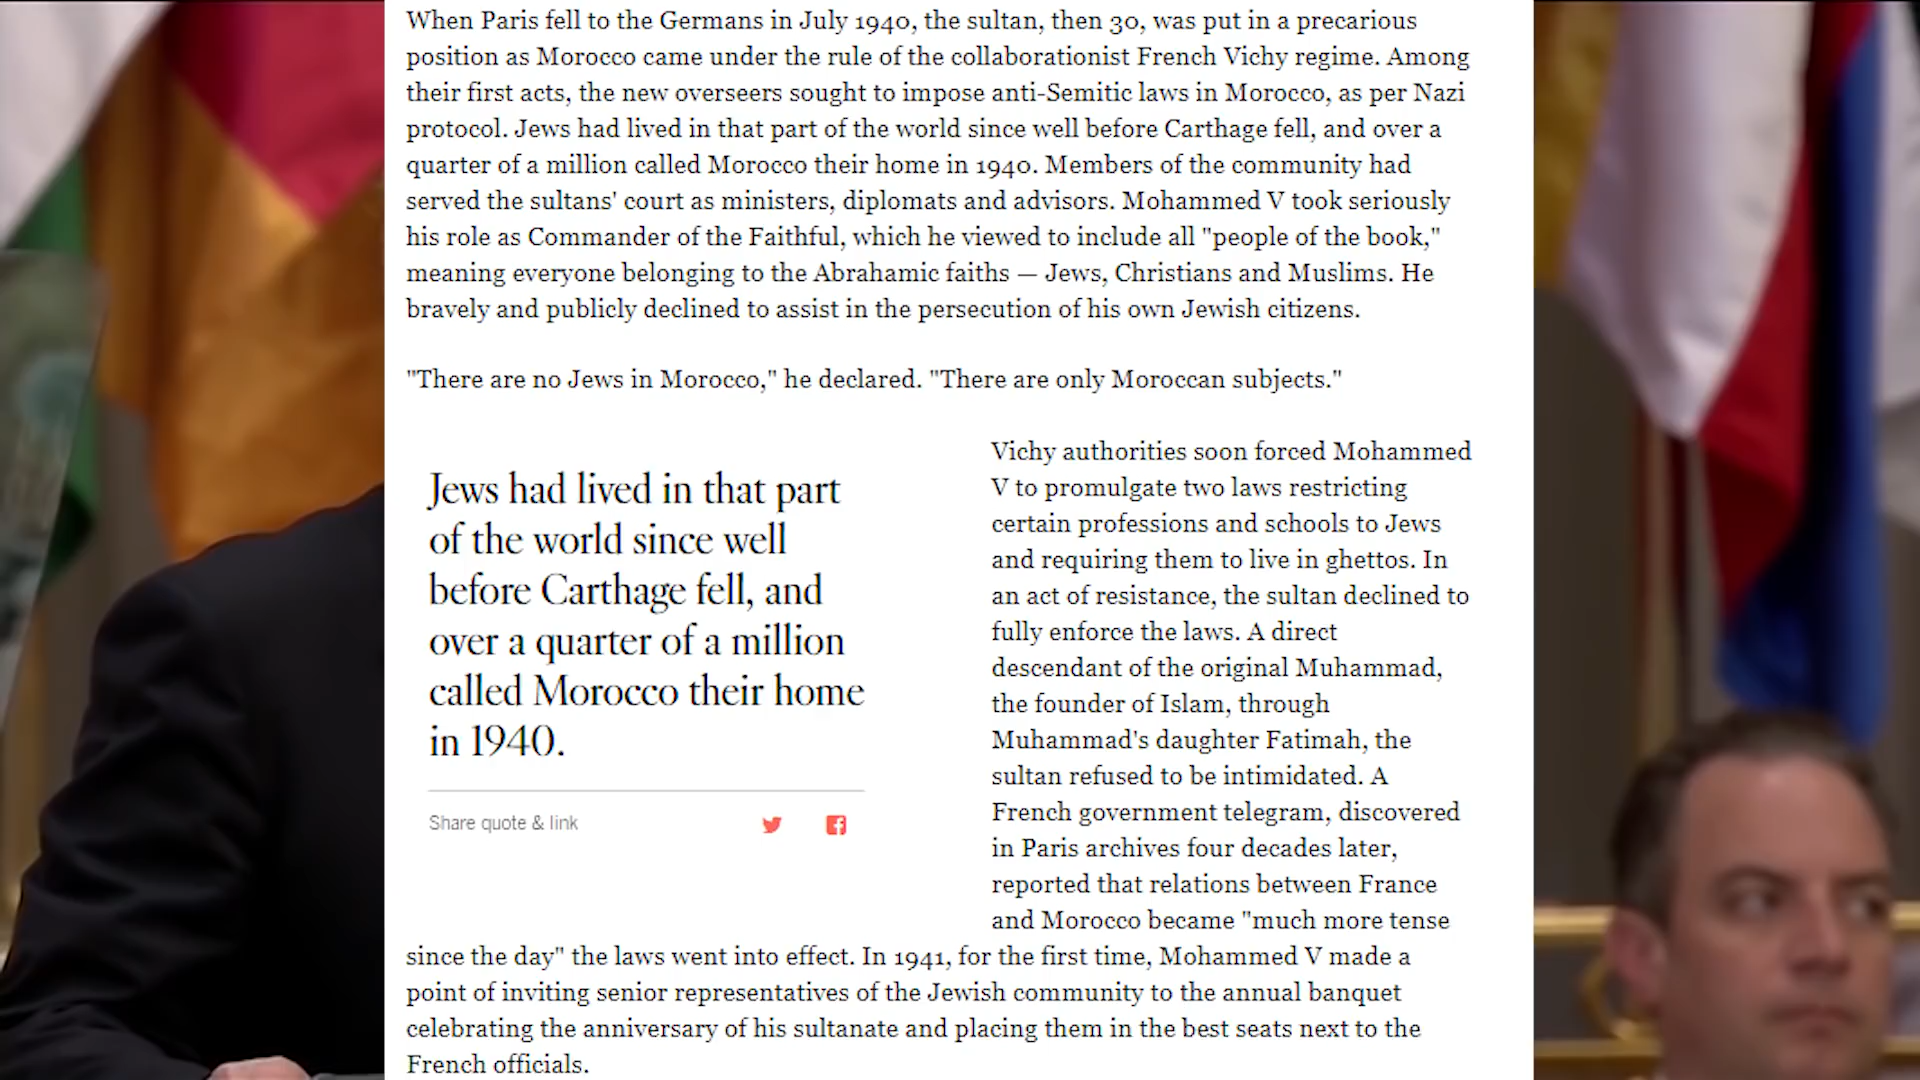 When Paris fell to the Germans in July 1940, the sultan, then 30, was put in a precarious
position as Morocco came under the rule of the collaborationist French Vichy regime. Among
their first acts, the new overseers sought to impose anti-Semitic laws in Morocco, as per Nazi
protocol. Jews had lived in that part of the world since well before Carthage fell, and over a
quarter of a million called Morocco their home in 1940. Members of the community had
served the sultans' court as ministers, diplomats and advisors. Mohammed V took seriously
his role as Commander of the Faithful, which he viewed to include all "people of the book,"
meaning everyone belonging to the Abrahamic faiths — Jews, Christians and Muslims. He
bravely and publicly declined to assist in the persecution of his own Jewish citizens.
"There are no Jews in Morocco," he declared. "There are only Moroccan subjects."
Jews had lived in that part
of the world since well
before Carthage fell, and
over a quarter of a million
called Morocco their home
in 1940.
Share quote & link
Vichy authorities soon forced Mohammed
V to promulgate two laws restricting
certain professions and schools to Jews
and requiring them to live in ghettos. In
an act of resistance, the sultan declined to
fully enforce the laws. A direct
descendant of the original Muhammad,
the founder of Islam, through
Muhammad's daughter Fatimah, the
sultan refused to be intimidated. A
French government telegram, discovered
in Paris archives four decades later,
reported that relations between France
and Morocco became "much more tense
since the day" the laws went into effect. In 1941, for the first time, Mohammed V made a
point of inviting senior representatives of the Jewish community to the annual banquet
celebrating the anniversary of his sultanate and placing them in the best seats next to the
French officials.